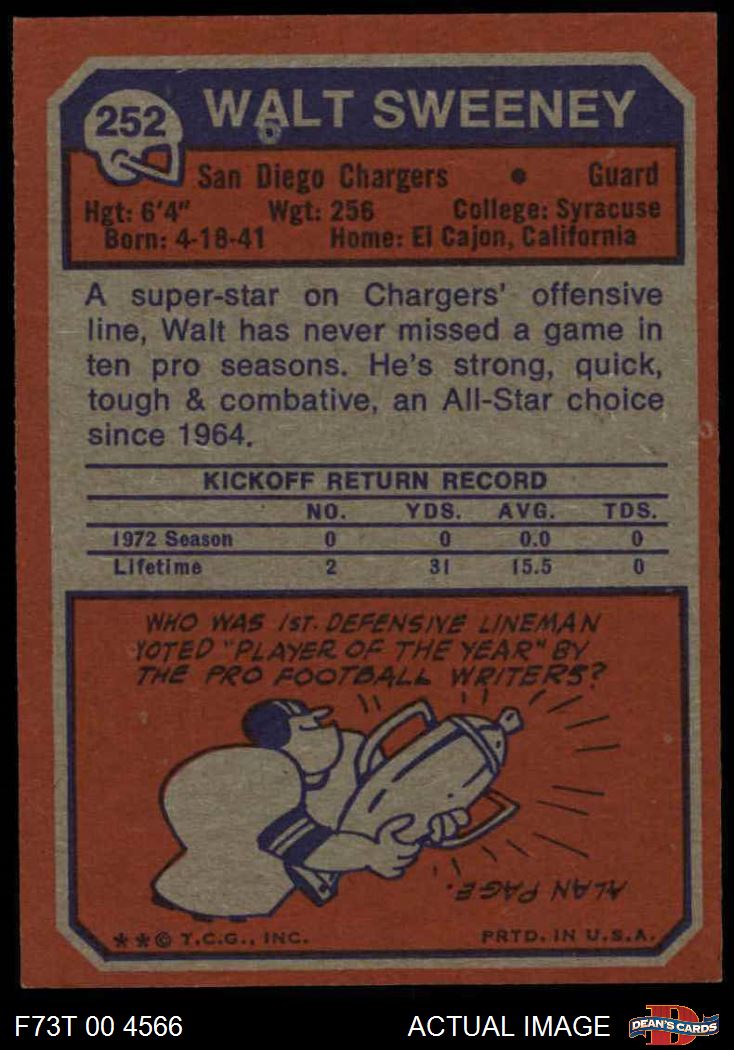 252
WALT SWEENEY
San Diego Chargers • Guard
Hgt: 6'4" Wgt: 256 College: Syracuse
Born: 4-18-41 Home: El Cajon, California
A super-star on Chargers' offensive
line, Walt has never missed a game in
ten pro seasons. He's strong, quick,
tough & combative, an All-Star choice
since 1964.
KICKOFF RETURN RECORD
NO. YDS. AVG. TDS.
1972 Season 0 0 0.0 0
Lifetime 2 31 15.5 0
WHO WAS 1ST. DEFENSIVE LINEMAN
VOTED "PLAYER OF THE YEAR" BY
THE PRO FOOTBALL WRITERS?
ALAN PAGE.
**© T.C.G., INC. PRTD. IN U.S.A.
F73T 00 4566 ACTUAL IMAGE DEAN'S CARDS